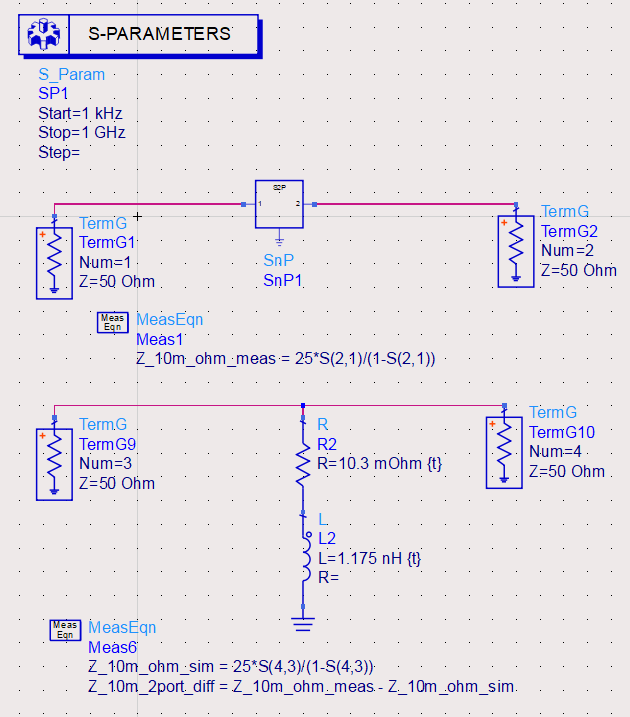 S-PARAMETERS
S_Param
SP1
Start=1 kHz
Stop=1 GHz
Step=
S2P
1
2
SnP
SnP1
TermG
TermG1
Num=1
Z=50 Ohm
TermG
TermG2
Num=2
Z=50 Ohm
Meas
Eqn
MeasEqn
Meas1
Z_10m_ohm_meas = 25*S(2,1)/(1-S(2,1))
TermG
TermG9
Num=3
Z=50 Ohm
R
R2
R=10.3 mOhm {t}
TermG
TermG10
Num=4
Z=50 Ohm
L
L2
L=1.175 nH {t}
R=
Meas
Eqn
MeasEqn
Meas6
Z_10m_ohm_sim = 25*S(4,3)/(1-S(4,3))
Z_10m_2port_diff = Z_10m_ohm_meas - Z_10m_ohm_sim